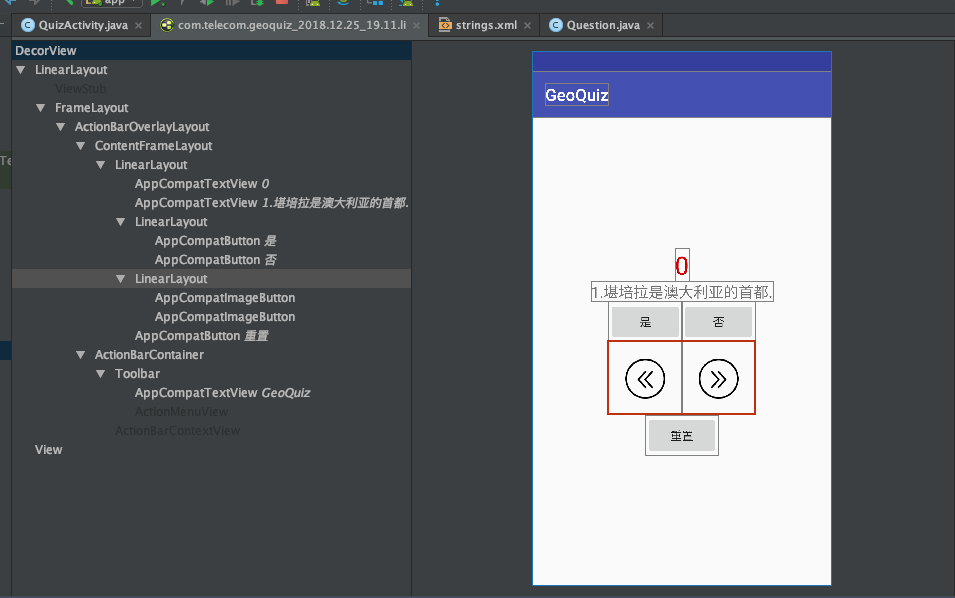 app
QuizActivity.java
com.telecom.geoquiz_2018.12.25_19.11.li
strings.xml
Question.java
DecorView
LinearLayout
ViewStub
FrameLayout
ActionBarOverlayLayout
ContentFrameLayout
LinearLayout
AppCompatTextView 0
AppCompatTextView 1.堪培拉是澳大利亚的首都.
LinearLayout
AppCompatButton 是
AppCompatButton 否
LinearLayout
AppCompatImageButton
AppCompatImageButton
AppCompatButton 重置
ActionBarContainer
Toolbar
AppCompatTextView GeoQuiz
ActionMenuView
ActionBarContextView
View
Te
GeoQuiz
0
1.堪培拉是澳大利亚的首都.
是 否
重置